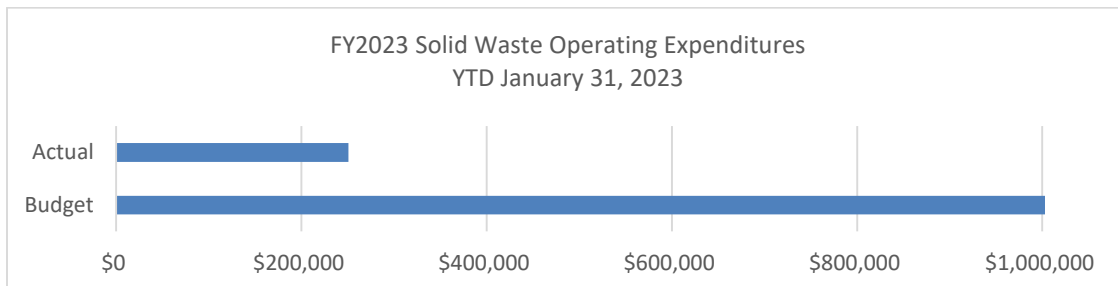 FY2023 Solid Waste Operating Expenditures
YTD January 31, 2023
Actual
Budget
$0 $200,000 $400,000 $600,000 $800,000 $1,000,000